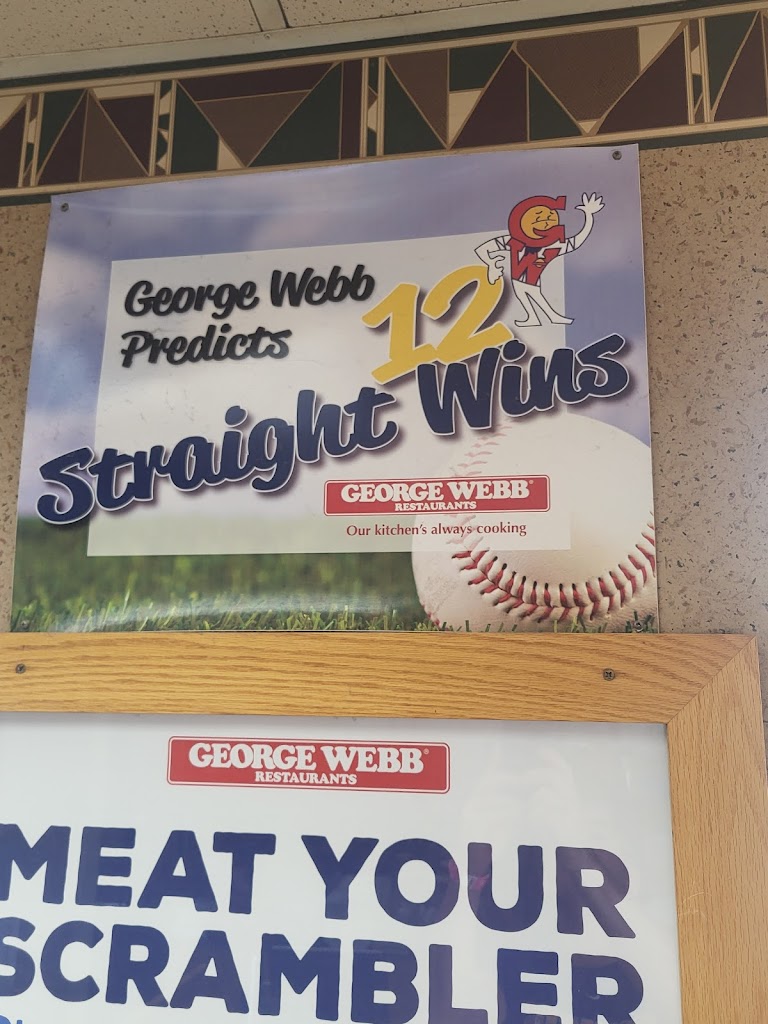 George Webb
Predicts
12
Straight Wins
GW
GEORGE WEBB®
RESTAURANTS
Our kitchen's always cooking
GEORGE WEBB®
RESTAURANTS
MEAT YOUR
SCRAMBLER